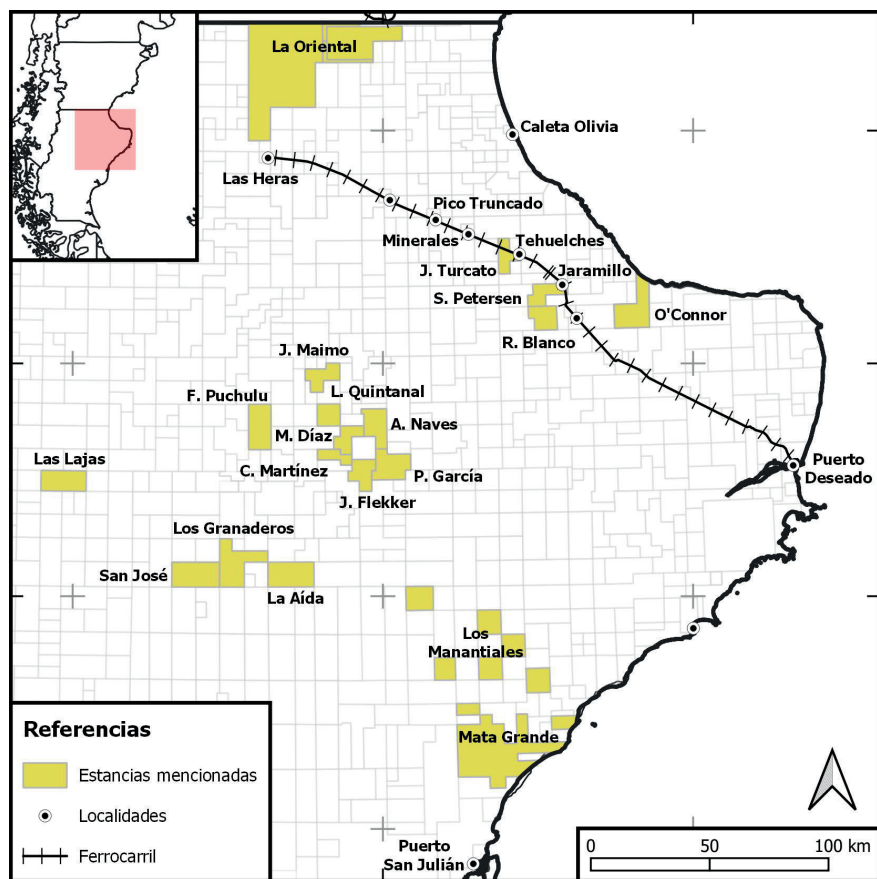 La Oriental
Caleta Olivia
Las Heras
Pico Truncado
Minerales
Tehuelches
J. Turcato
Jaramillo
S. Petersen
O'Connor
R. Blanco
J. Maimo
F. Puchulu
L. Quintanal
M. Díaz
A. Naves
Las Lajas
C. Martínez
P. García
Puerto
Deseado
J. Flekker
Los Granaderos
San José
La Aída
Los
Manantiales
Mata Grande
Puerto
San Julián
Referencias
Estancias mencionadas
Localidades
Ferrocarril
0 50 100 km